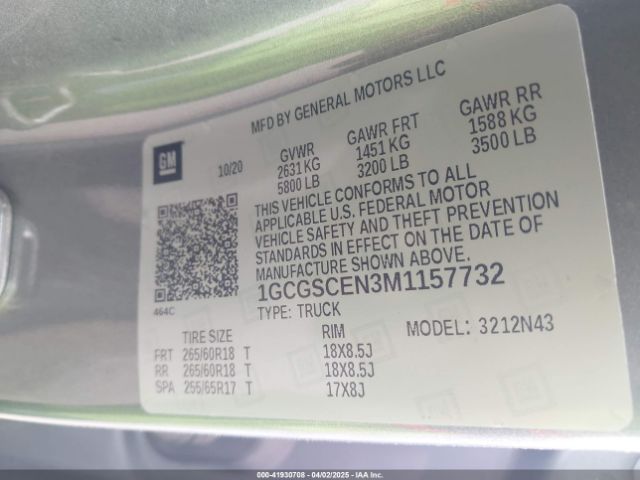 MFD BY GENERAL MOTORS LLC
GM
10/20
GVWR
2631 KG
5800 LB
GAWR FRT
1451 KG
3200 LB
GAWR RR
1588 KG
3500 LB
THIS VEHICLE CONFORMS TO ALL
APPLICABLE U.S. FEDERAL MOTOR
VEHICLE SAFETY AND THEFT PREVENTION
STANDARDS IN EFFECT ON THE DATE OF
MANUFACTURE SHOWN ABOVE.
1GCGSCEN3M1157732
464C
TYPE: TRUCK
MODEL: 3212N43
TIRE SIZE RIM
FRT 265/60R18 T 18X8.5J
RR 265/60R18 T 18X8.5J
SPA 255/65R17 T 17X8J
000-41930708 - 04/02/2025 - IAAI.COM